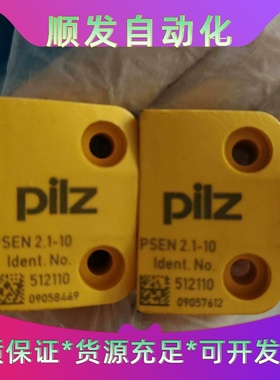 顺发自动化
pilz
PSEN 2.1-10
Ident. No.
512110
09058469
pilz
PSEN 2.1-10
Ident. No.
512110
09057612
质保证*货源充足*可开发